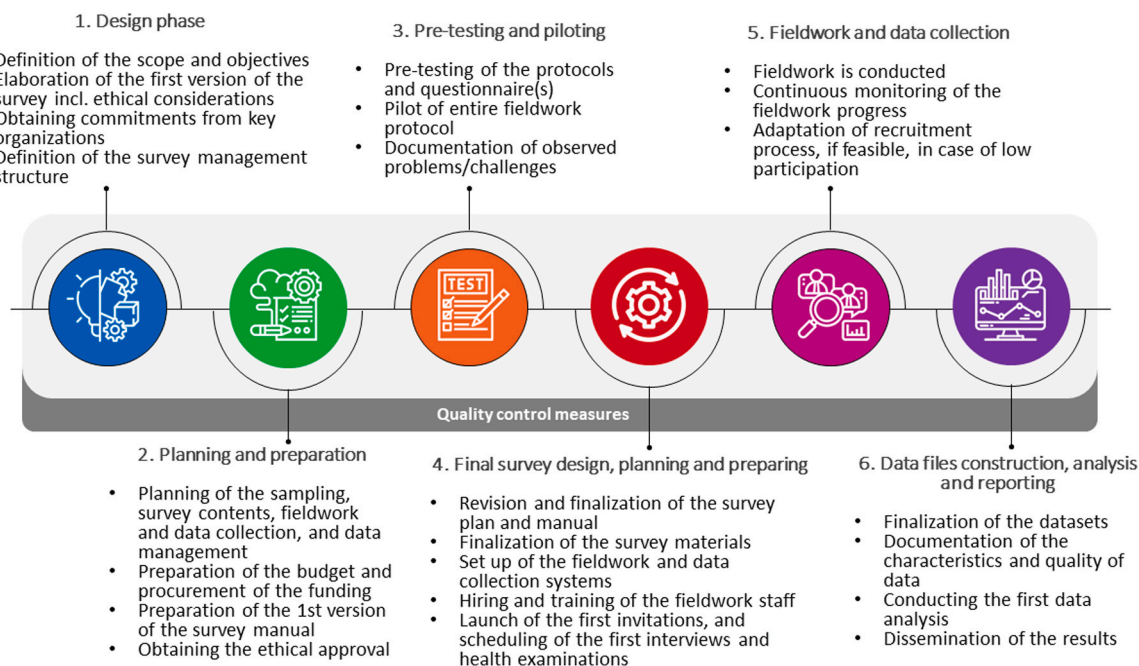 1. Design phase
Definition of the scope and objectives
Elaboration of the first version of the
survey incl. ethical considerations
Obtaining commitments from key
organizations
Definition of the survey management
structure
3. Pre-testing and piloting
• Pre-testing of the protocols
and questionnaire(s)
• Pilot of entire fieldwork
protocol
• Documentation of observed
problems/challenges
5. Fieldwork and data collection
• Fieldwork is conducted
• Continuous monitoring of the
fieldwork progress
• Adaptation of recruitment
process, if feasible, in case of low
participation
TEST
Quality control measures
2. Planning and preparation
• Planning of the sampling,
survey contents, fieldwork
and data collection, and data
management
• Preparation of the budget and
procurement of the funding
• Preparation of the 1st version
of the survey manual
• Obtaining the ethical approval
4. Final survey design, planning and preparing
• Revision and finalization of the survey
plan and manual
• Finalization of the survey materials
• Set up of the fieldwork and data
collection systems
• Hiring and training of the fieldwork staff
• Launch of the first invitations, and
scheduling of the first interviews and
health examinations
6. Data files construction, analysis
and reporting
• Finalization of the datasets
• Documentation of the
characteristics and quality of
data
• Conducting the first data
analysis
• Dissemination of the results